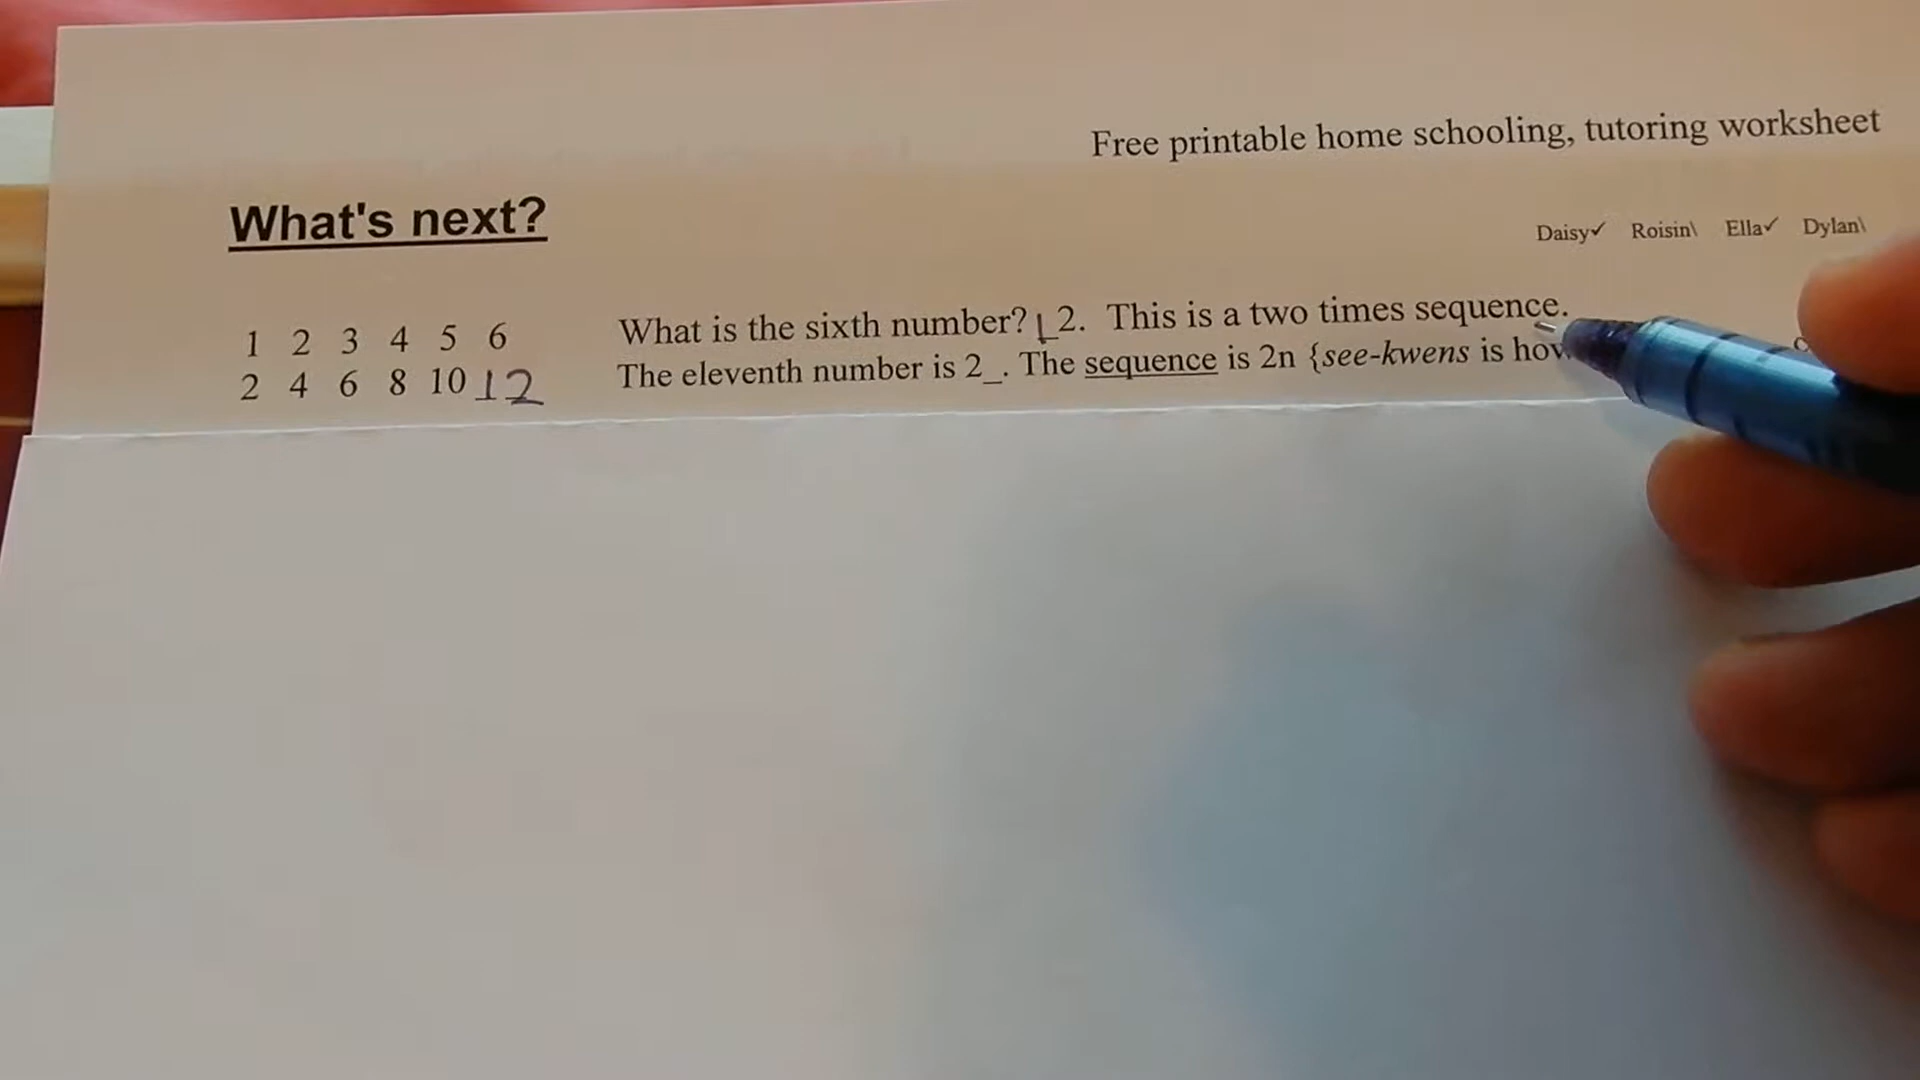 Free printable home schooling, tutoring worksheet
What's next?
Daisy✓ Roisin\ Ella✓ Dylan\
1 2 3 4 5 6
2 4 6 8 10 12
What is the sixth number? 12. This is a two times sequence.
The eleventh number is 2_. The sequence is 2n {see-kwens is how